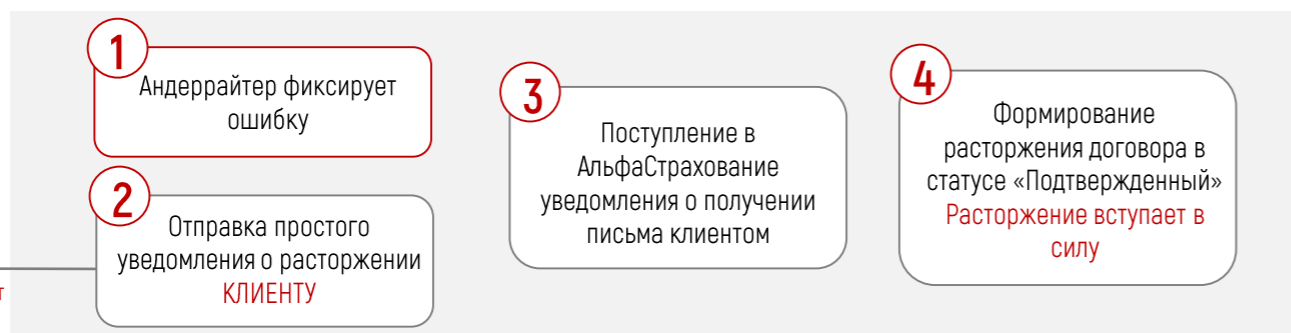 1
Андеррайтер фиксирует
ошибку
2
Отправка простого
уведомления о расторжении
КЛИЕНТУ
т
3
Поступление в
АльфаСтрахование
уведомления о получении
письма клиентом
4
Формирование
расторжения договора в
статусе «Подтвержденный»
Расторжение вступает в
силу